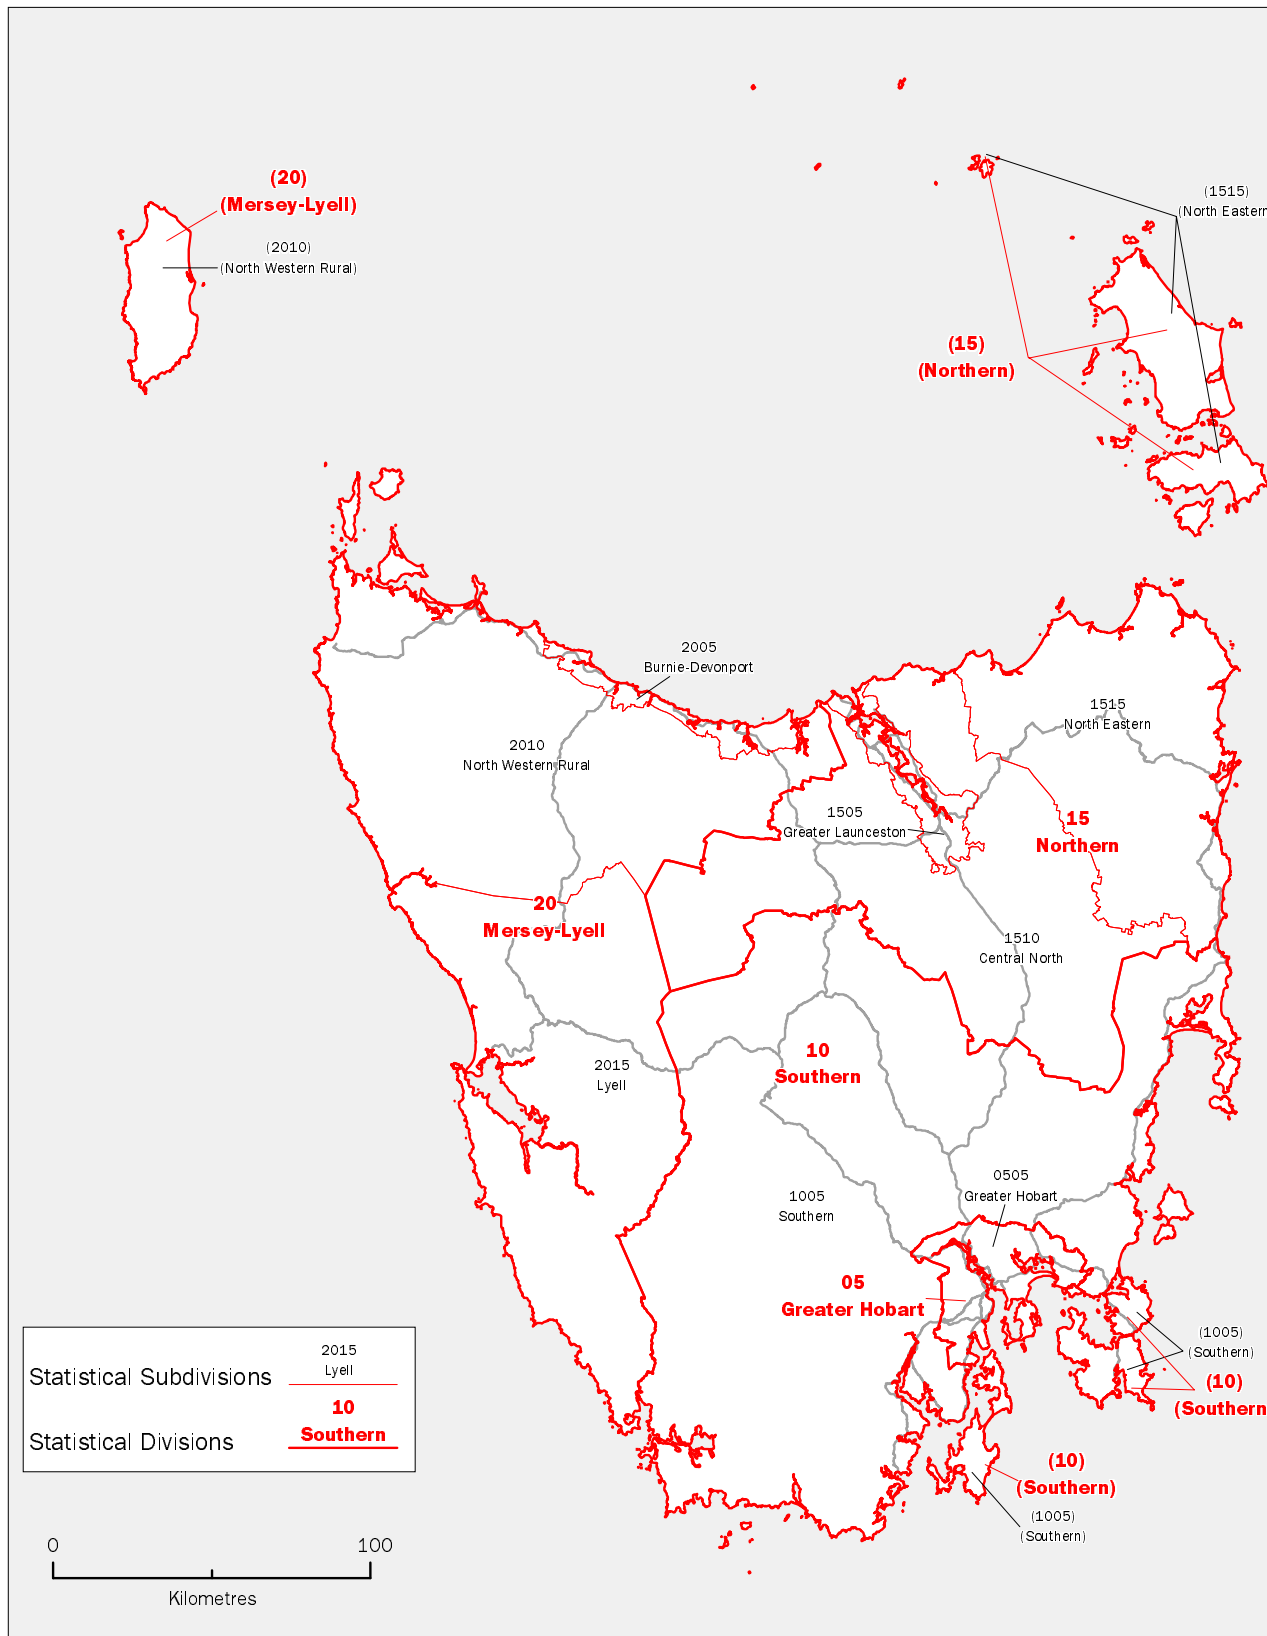 (20)
(Mersey-Lyell)
(2010)
(North Western Rural)
(1515)
(North Eastern
(15)
(Northern)
2005
Burnie-Devonport
1515
North Eastern
2010
North Western Rural
1505
Greater Launceston
15
Northern
20
Mersey-Lyell
1510
Central North
10
Southern
2015
Lyell
0505
Greater Hobart
1005
Southern
05
Greater Hobart
(1005)
(Southern)
(10)
(Southern
(10)
(Southern)
(1005)
(Southern)
2015
Lyell
Statistical Subdivisions
10
Southern
Statistical Divisions
0 100
Kilometres